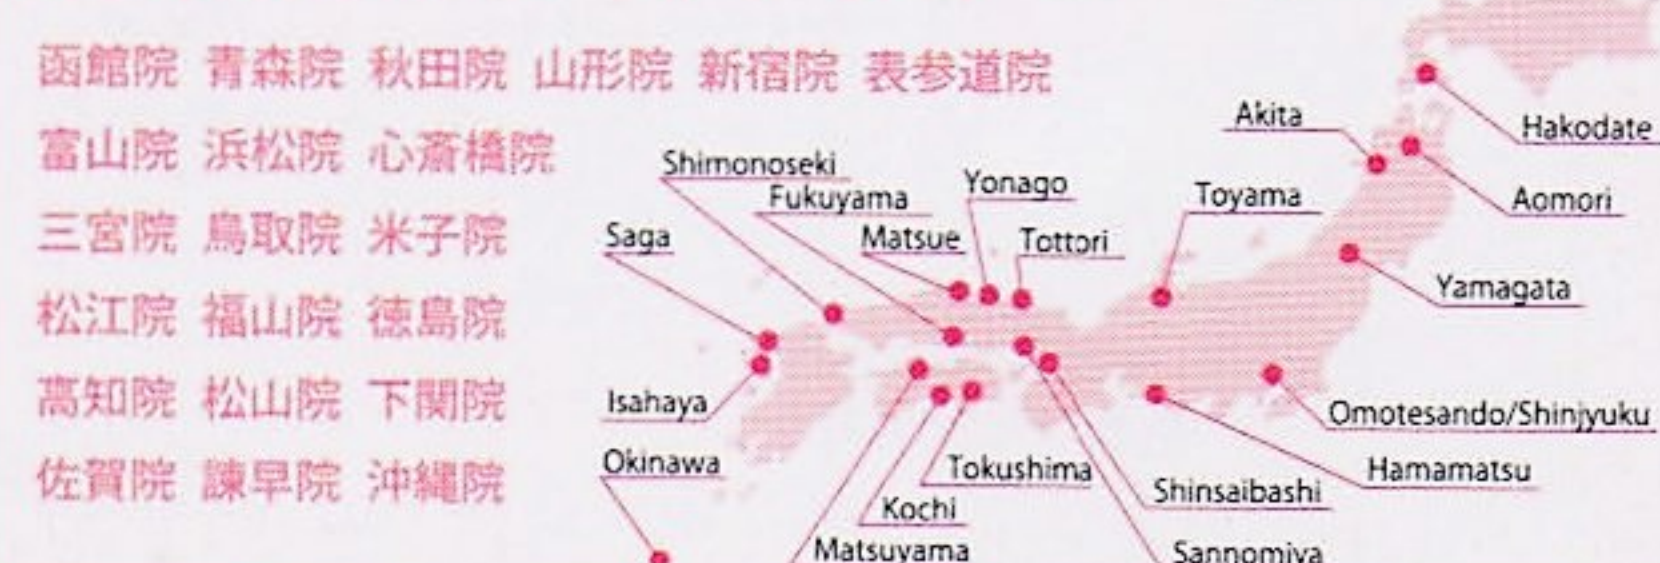 函館院 青森院 秋田院 山形院 新宿院 表参道院
富山院 浜松院 心斎橋院
三宮院 鳥取院 米子院
松江院 福山院 徳島院
高知院 松山院 下関院
佐賀院 諫早院 沖縄院
Akita
Hakodate
Shimonoseki
Fukuyama
Yonago
Toyama
Aomori
Saga
Matsue
Tottori
Yamagata
Isahaya
Omotesando/Shinjyuku
Okinawa
Tokushima
Hamamatsu
Kochi
Shinsaibashi
Matsuyama
Sannomiya